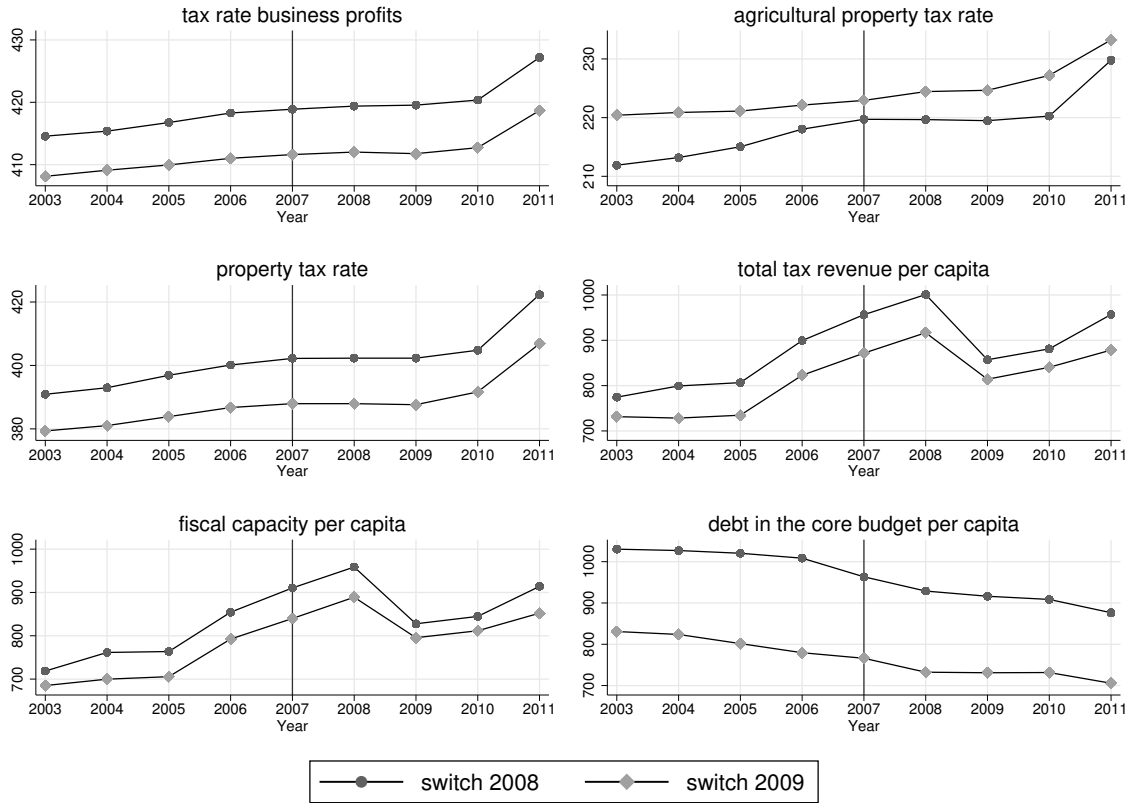 tax rate business profits
430
420
410
2003 2004 2005 2006 2007 2008 2009 2010 2011
Year
agricultural property tax rate
230
220
210
2003 2004 2005 2006 2007 2008 2009 2010 2011
Year
property tax rate
420
400
380
2003 2004 2005 2006 2007 2008 2009 2010 2011
Year
total tax revenue per capita
1000
900
800
700
2003 2004 2005 2006 2007 2008 2009 2010 2011
Year
fiscal capacity per capita
1000
900
800
700
2003 2004 2005 2006 2007 2008 2009 2010 2011
Year
debt in the core budget per capita
1000
900
800
700
2003 2004 2005 2006 2007 2008 2009 2010 2011
Year
switch 2008 switch 2009